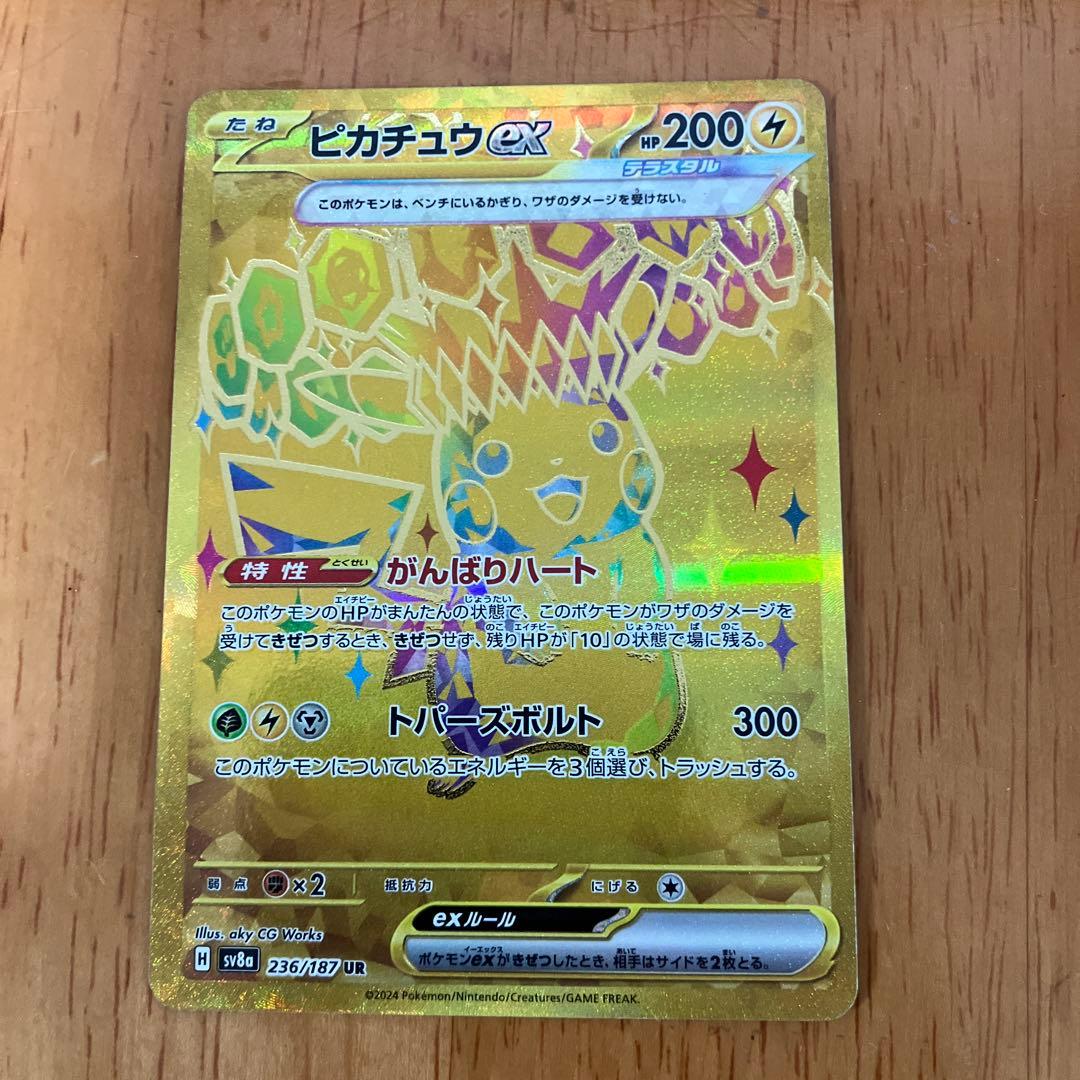 たね ピカチュウex HP200
テラスタル
このポケモンは、ベンチにいるかぎり、ワザのダメージを受けない。
特性 とくせい がんばりハート
このポケモンのHPがまんたんの状態で、このポケモンがワザのダメージを
受けてきぜつするとき、きぜつせず、残りHPが「10」の状態で場に残る。
トパーズボルト 300
このポケモンについているエネルギーを3個選び、トラッシュする。
弱点 ×2 抵抗力 にげる
exルール
ポケモンexがきぜつしたとき、相手はサイドを2枚とる。
Illus. aky CG Works
H sv8a 236/187 UR
©2024 Pokémon/Nintendo/Creatures/GAME FREAK.